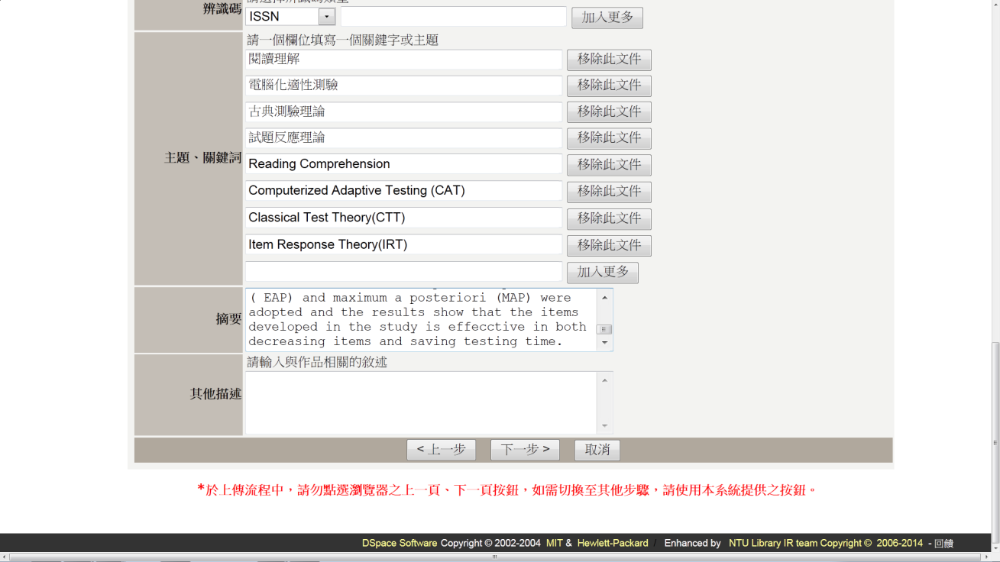 辨識碼
ISSN
加入更多
請一個欄位填寫一個關鍵字或主題
閱讀理解 移除此文件
電腦化適性測驗 移除此文件
古典測驗理論 移除此文件
試題反應理論 移除此文件
主題、關鍵詞
Reading Comprehension 移除此文件
Computerized Adaptive Testing (CAT) 移除此文件
Classical Test Theory(CTT) 移除此文件
Item Response Theory(IRT) 移除此文件
加入更多
摘要
( EAP) and maximum a posteriori (MAP) were
adopted and the results show that the items
developed in the study is effecctive in both
decreasing items and saving testing time.
請輸入與作品相關的敘述
其他描述
< 上一步 下一步 > 取消
*於上傳流程中，請勿點選瀏覽器之上一頁、下一頁按鈕，如需切換至其他步驟，請使用本系統提供之按鈕。
DSpace Software Copyright © 2002-2004 MIT & Hewlett-Packard / Enhanced by NTU Library IR team Copyright © 2006-2014 - 回饋